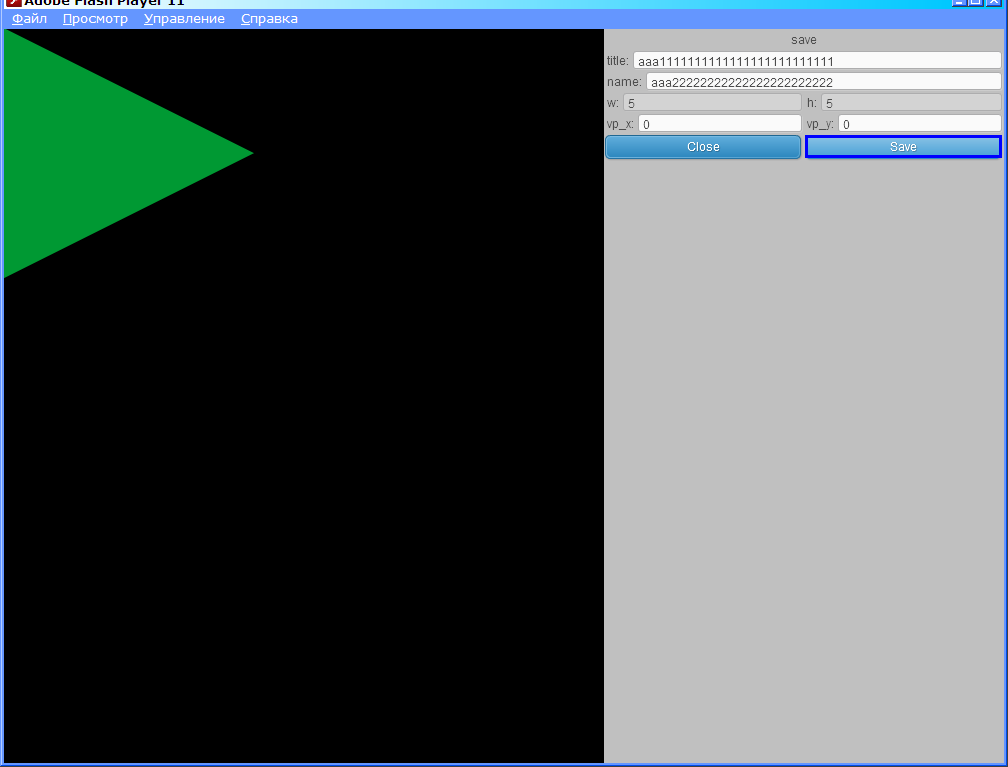 Adobe Flash Player 11
Файл Просмотр Управление Справка
save
title: aaa1111111111111111111111111
name: aaa22222222222222222222222
w: 5 h: 5
vp_x: 0 vp_y: 0
Close Save